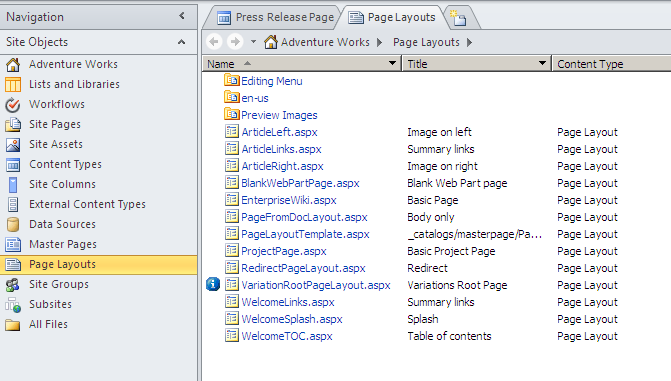 Navigation
Site Objects
Adventure Works
Lists and Libraries
Workflows
Site Pages
Site Assets
Content Types
Site Columns
External Content Types
Data Sources
Master Pages
Page Layouts
Site Groups
Subsites
All Files
Press Release Page Page Layouts
Adventure Works Page Layouts
Name Title Content Type
Editing Menu
en-us
Preview Images
ArticleLeft.aspx Image on left Page Layout
ArticleLinks.aspx Summary links Page Layout
ArticleRight.aspx Image on right Page Layout
BlankWebPartPage.aspx Blank Web Part page Page Layout
EnterpriseWiki.aspx Basic Page Page Layout
PageFromDocLayout.aspx Body only Page Layout
PageLayoutTemplate.aspx _catalogs/masterpage/Pa... Page Layout
ProjectPage.aspx Basic Project Page Page Layout
RedirectPageLayout.aspx Redirect Page Layout
VariationRootPageLayout.aspx Variations Root Page Page Layout
WelcomeLinks.aspx Summary links Page Layout
WelcomeSplash.aspx Splash Page Layout
WelcomeTOC.aspx Table of contents Page Layout